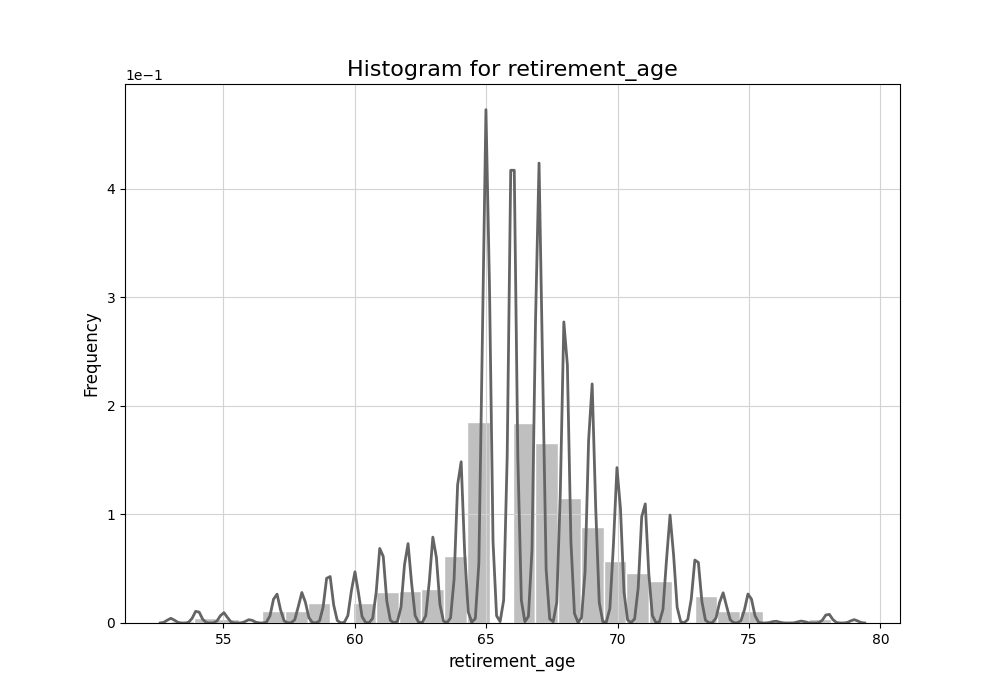 Histogram for retirement_age
1e−1
4
3
2
1
0
Frequency
55 60 65 70 75 80
retirement_age